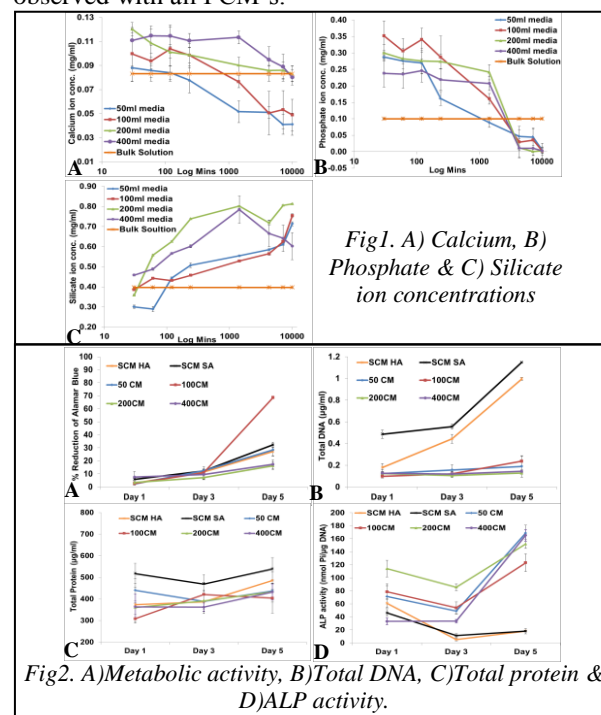 observed with all PCM's.
Calcium ion conc. (mg/ml)
0.13
0.11
0.09
0.07
0.05
0.03
0.01
10 100 1000 10000
Log Mins
50ml media
100ml media
200ml media
400ml media
Bulk Solution
A
Phosphate ion conc. (mg/ml)
0.40
0.35
0.30
0.25
0.20
0.15
0.10
0.05
0.00
-0.05
10 100 1000 10000
Log Mins
50ml media
100ml media
200ml media
400ml media
Bulk Solution
B
Silicate ion conc. (mg/ml)
0.90
0.80
0.70
0.60
0.50
0.40
0.30
0.20
10 100 1000 10000
Log Mins
50ml media
100ml media
200ml media
400ml media
Bulk Soultion
C
Fig1. A) Calcium, B)
Phosphate & C) Silicate
ion concentrations
% Reduction of Alamar Blue
100
90
80
70
60
50
40
30
20
10
0
SCM HA SCM SA
50 CM 100CM
200CM 400CM
Day 1 Day 3 Day 5
A
Total DNA (µg/ml)
1.2
1
0.8
0.6
0.4
0.2
0
SCM HA SCM SA
50 CM 100CM
200CM 400CM
Day 1 Day 3 Day 5
B
Total Protein (µg/ml)
700
600
500
400
300
200
SCM HA SCM SA 50 CM
100CM 200CM 400CM
Day 1 Day 3 Day 5
C
ALP activity (nmol Pi/µg DNA)
200
180
160
140
120
100
80
60
40
20
0
SCM HA SCM SA 50 CM
100CM 200CM 400CM
Day 1 Day 3 Day 5
D
Fig2. A)Metabolic activity, B)Total DNA, C)Total protein &
D)ALP activity.